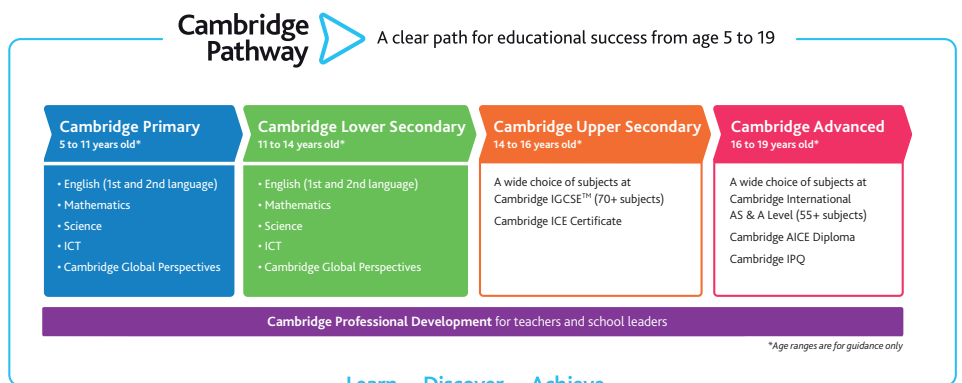 Cambridge
Pathway
A clear path for educational success from age 5 to 19
Cambridge Primary
5 to 11 years old*
• English (1st and 2nd language)
• Mathematics
• Science
• ICT
• Cambridge Global Perspectives
Cambridge Lower Secondary
11 to 14 years old*
• English (1st and 2nd language)
• Mathematics
• Science
• ICT
• Cambridge Global Perspectives
Cambridge Upper Secondary
14 to 16 years old*
A wide choice of subjects at
Cambridge IGCSE™ (70+ subjects)
Cambridge ICE Certificate
Cambridge Advanced
16 to 19 years old*
A wide choice of subjects at
Cambridge International
AS & A Level (55+ subjects)
Cambridge AICE Diploma
Cambridge IPQ
Cambridge Professional Development for teachers and school leaders
*Age ranges are for guidance only
Learn Discover Achieve